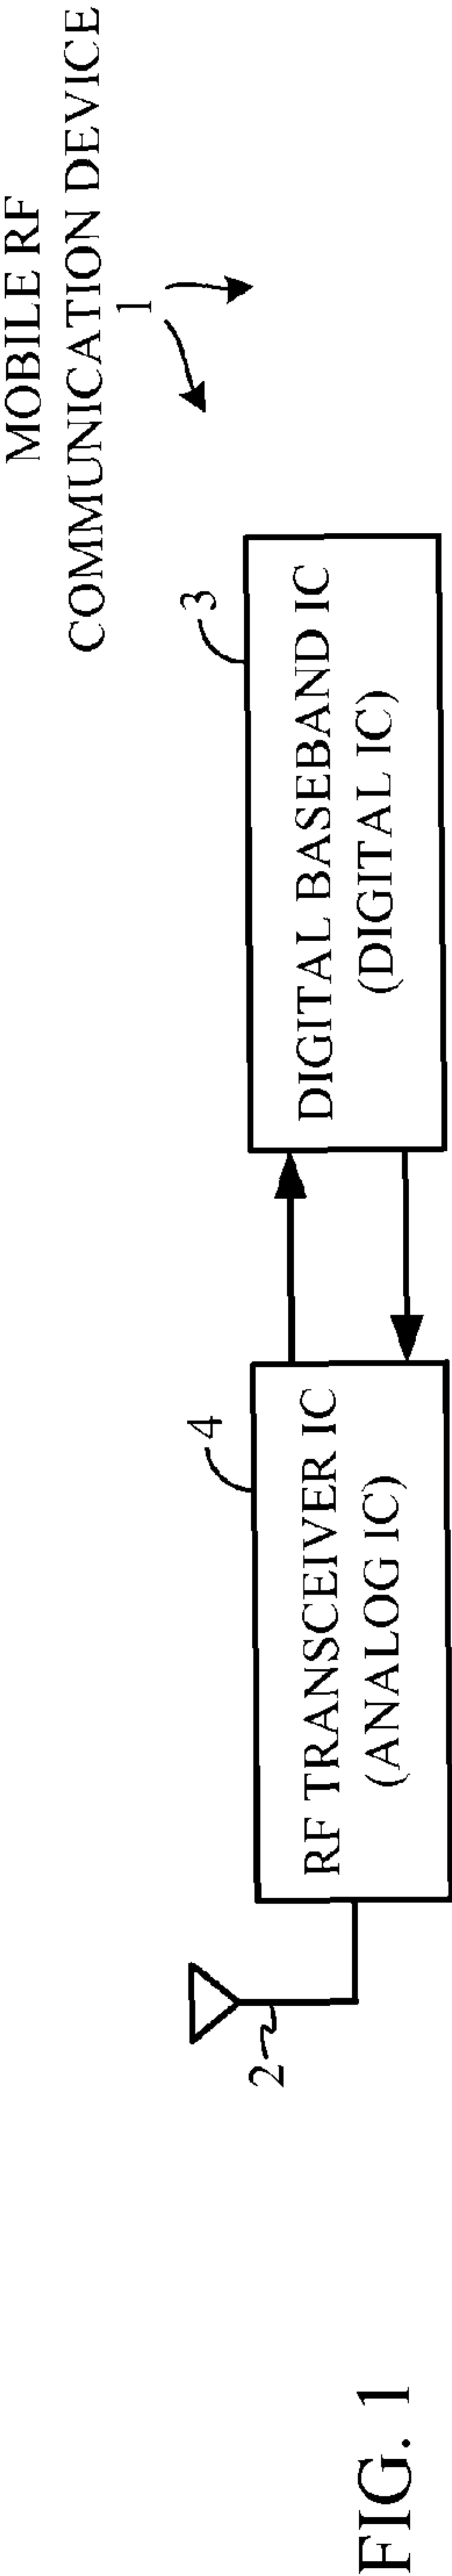 MOBILE RF
COMMUNICATION DEVICE
1
3
DIGITAL BASEBAND IC
(DIGITAL IC)
4
RF TRANSCEIVER IC
(ANALOG IC)
2
FIG. 1